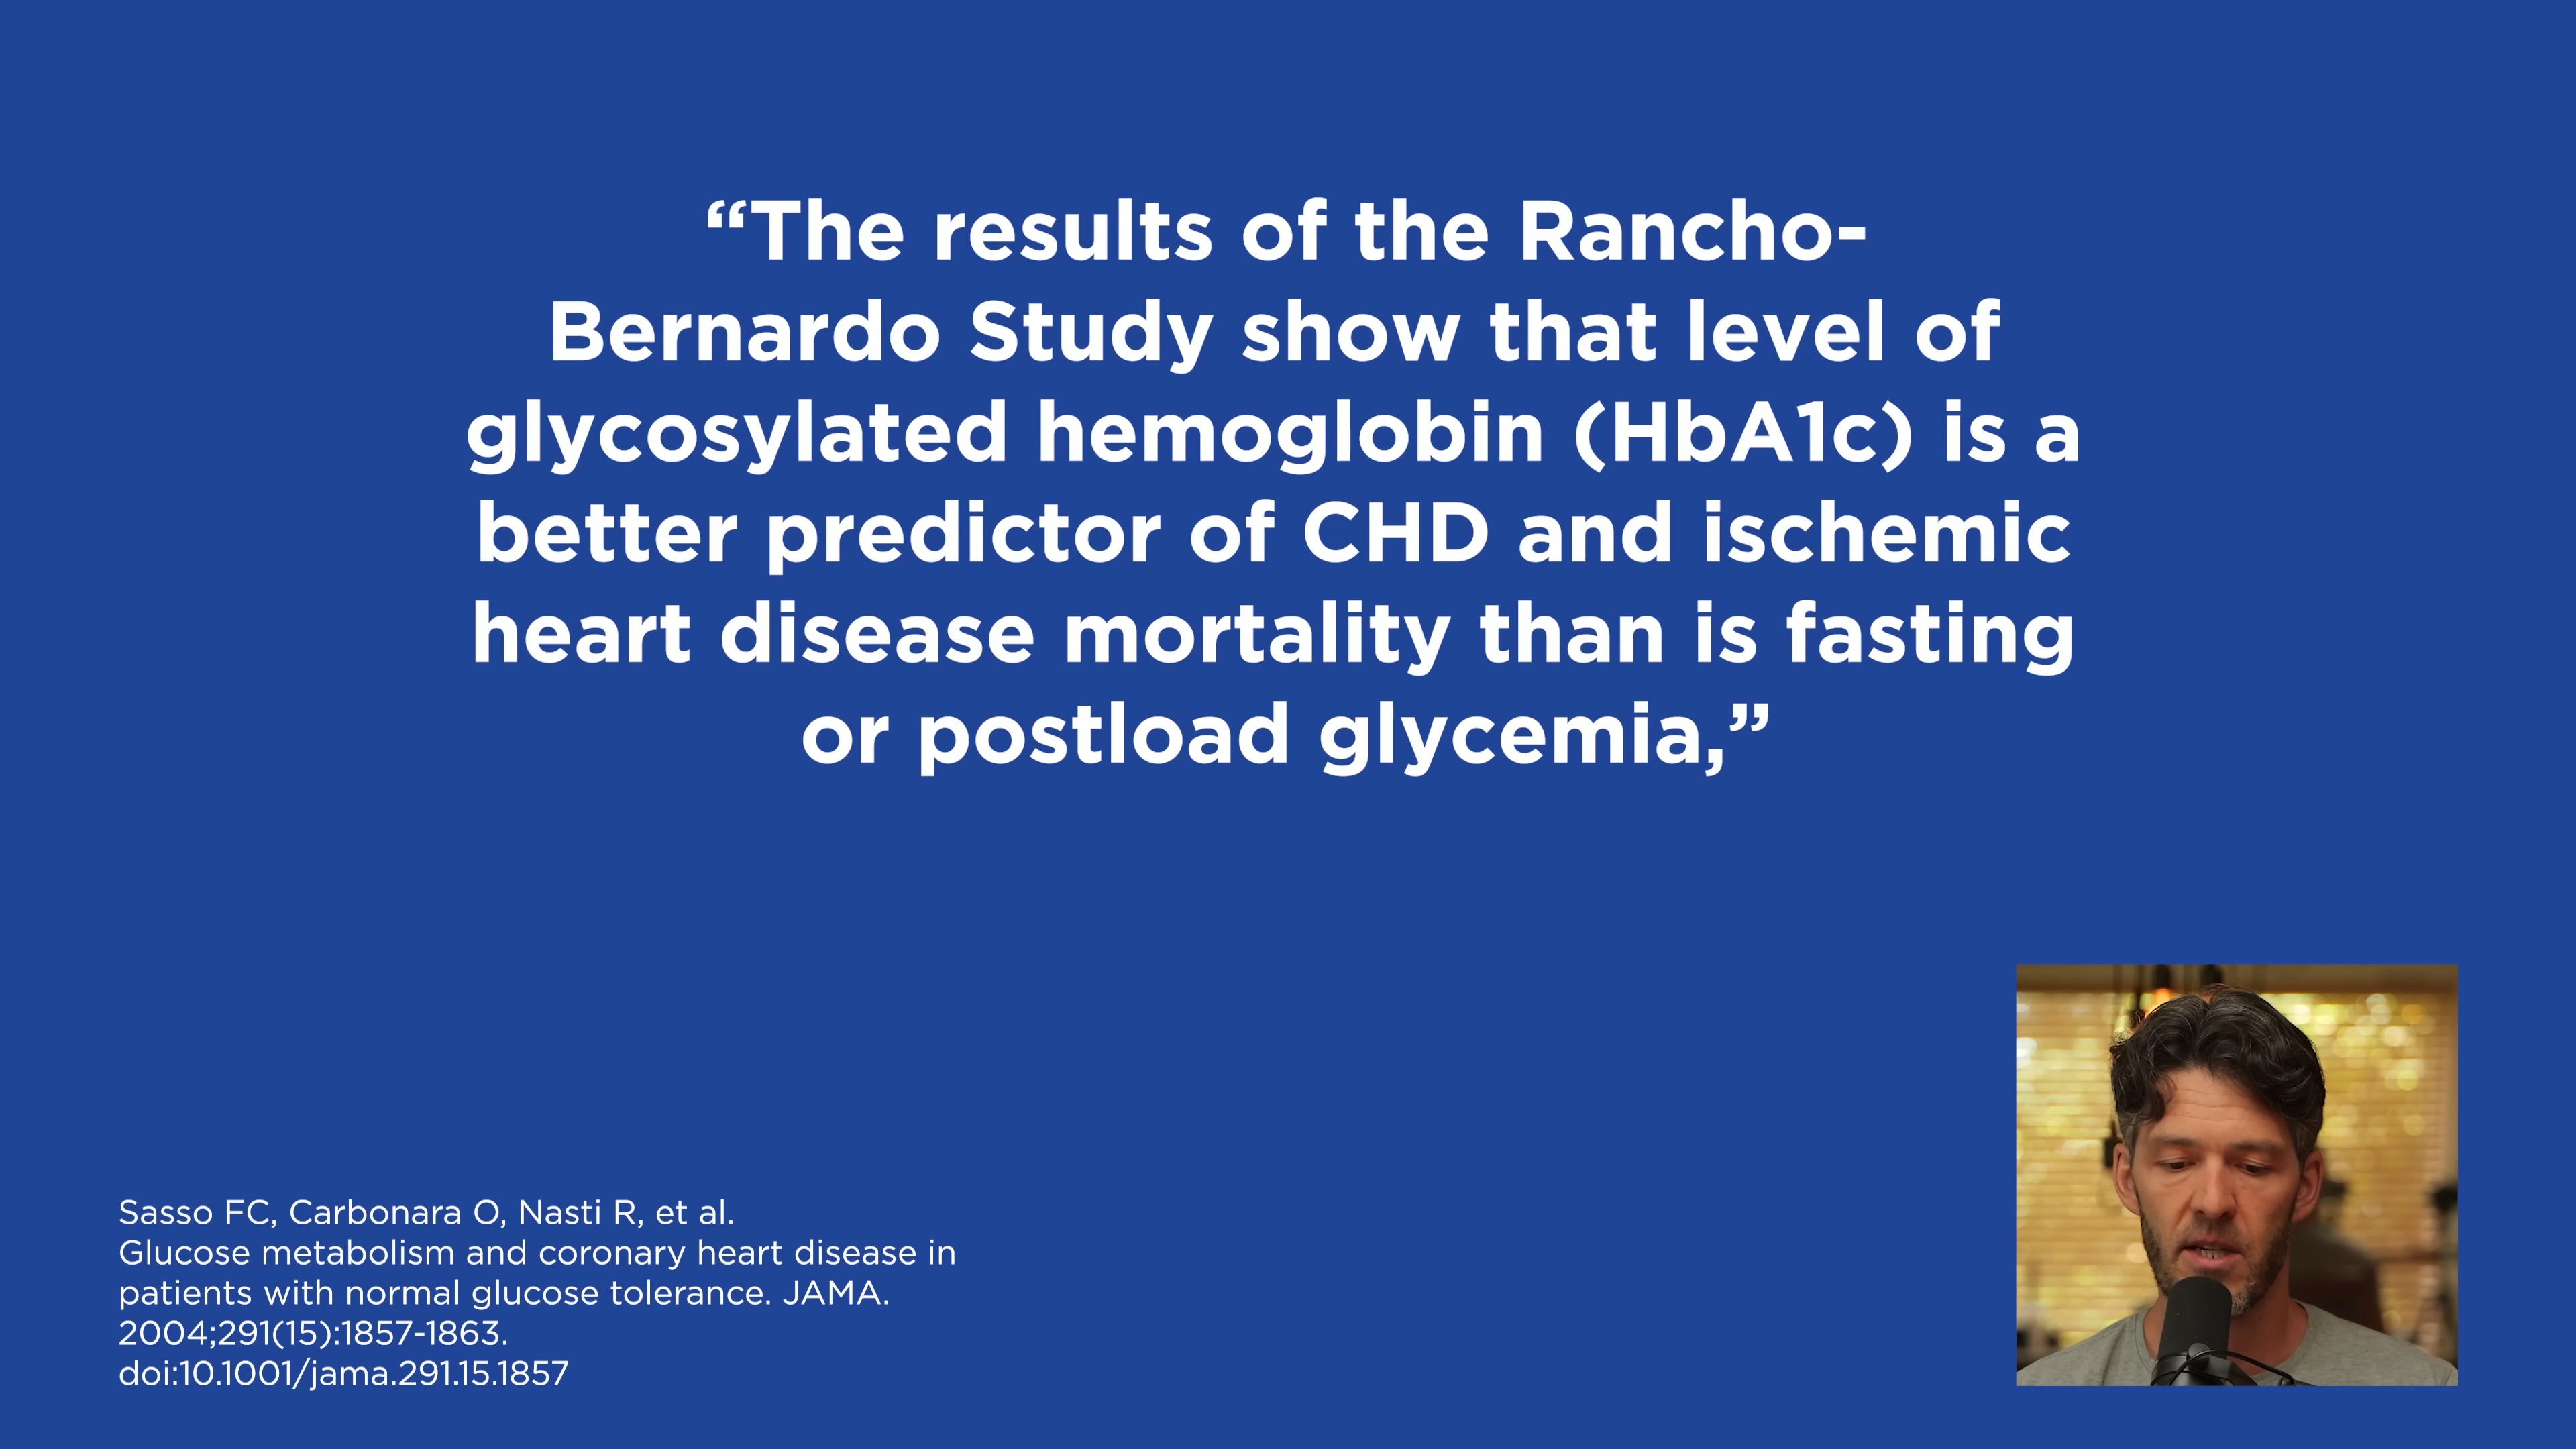 “The results of the Rancho-
Bernardo Study show that level of
glycosylated hemoglobin (HbA1c) is a
better predictor of CHD and ischemic
heart disease mortality than is fasting
or postload glycemia,”
Sasso FC, Carbonara O, Nasti R, et al.
Glucose metabolism and coronary heart disease in
patients with normal glucose tolerance. JAMA.
2004;291(15):1857-1863.
doi:10.1001/jama.291.15.1857